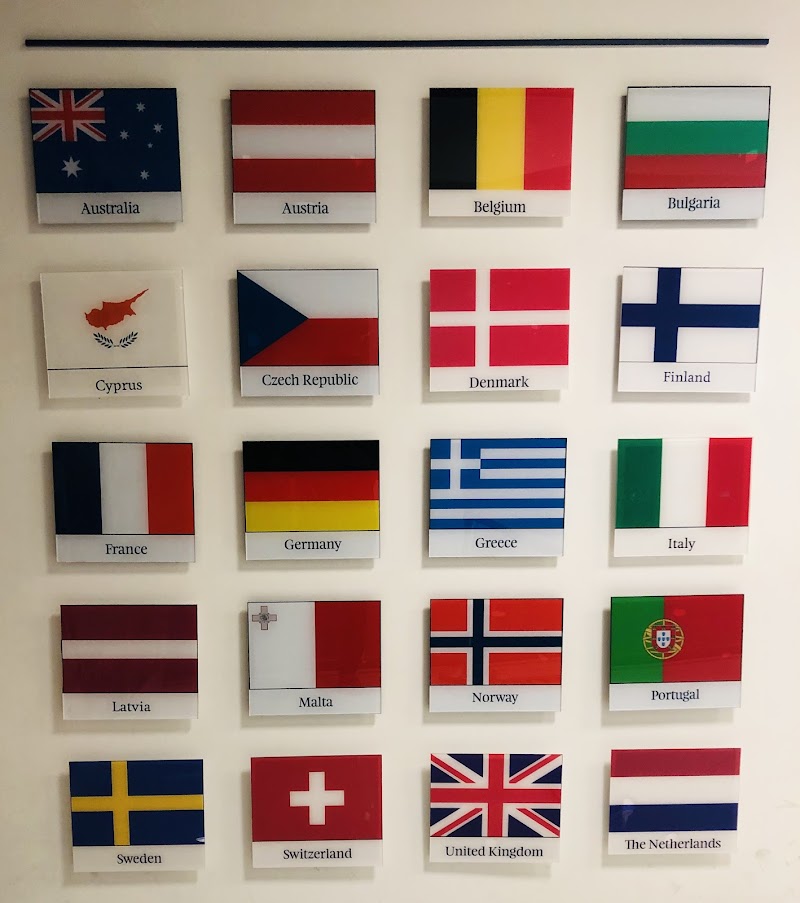 Australia
Austria
Belgium
Bulgaria
Cyprus
Czech Republic
Denmark
Finland
France
Germany
Greece
Italy
Latvia
Malta
Norway
Portugal
Sweden
Switzerland
United Kingdom
The Netherlands